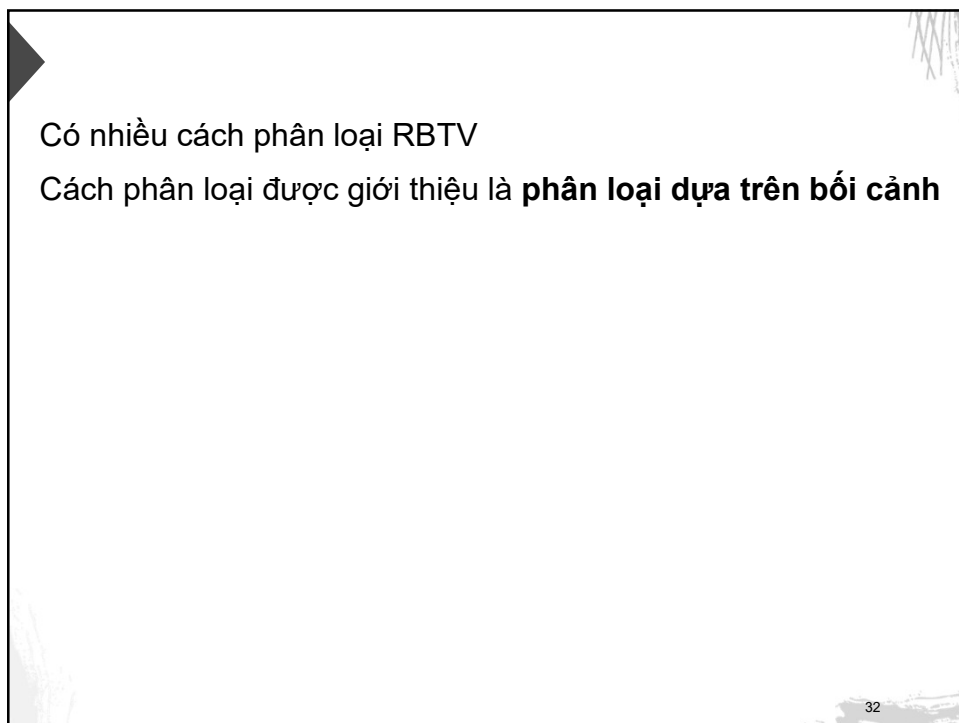 Có nhiều cách phân loại RBTV
Cách phân loại được giới thiệu là phân loại dựa trên bối cảnh
32